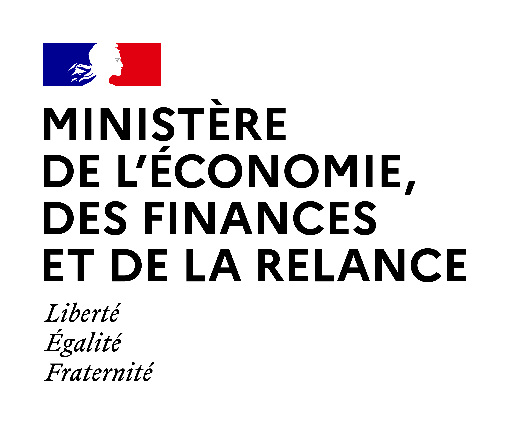 MINISTÈRE
DE L’ÉCONOMIE,
DES FINANCES
ET DE LA RELANCE
Liberté
Égalité
Fraternité